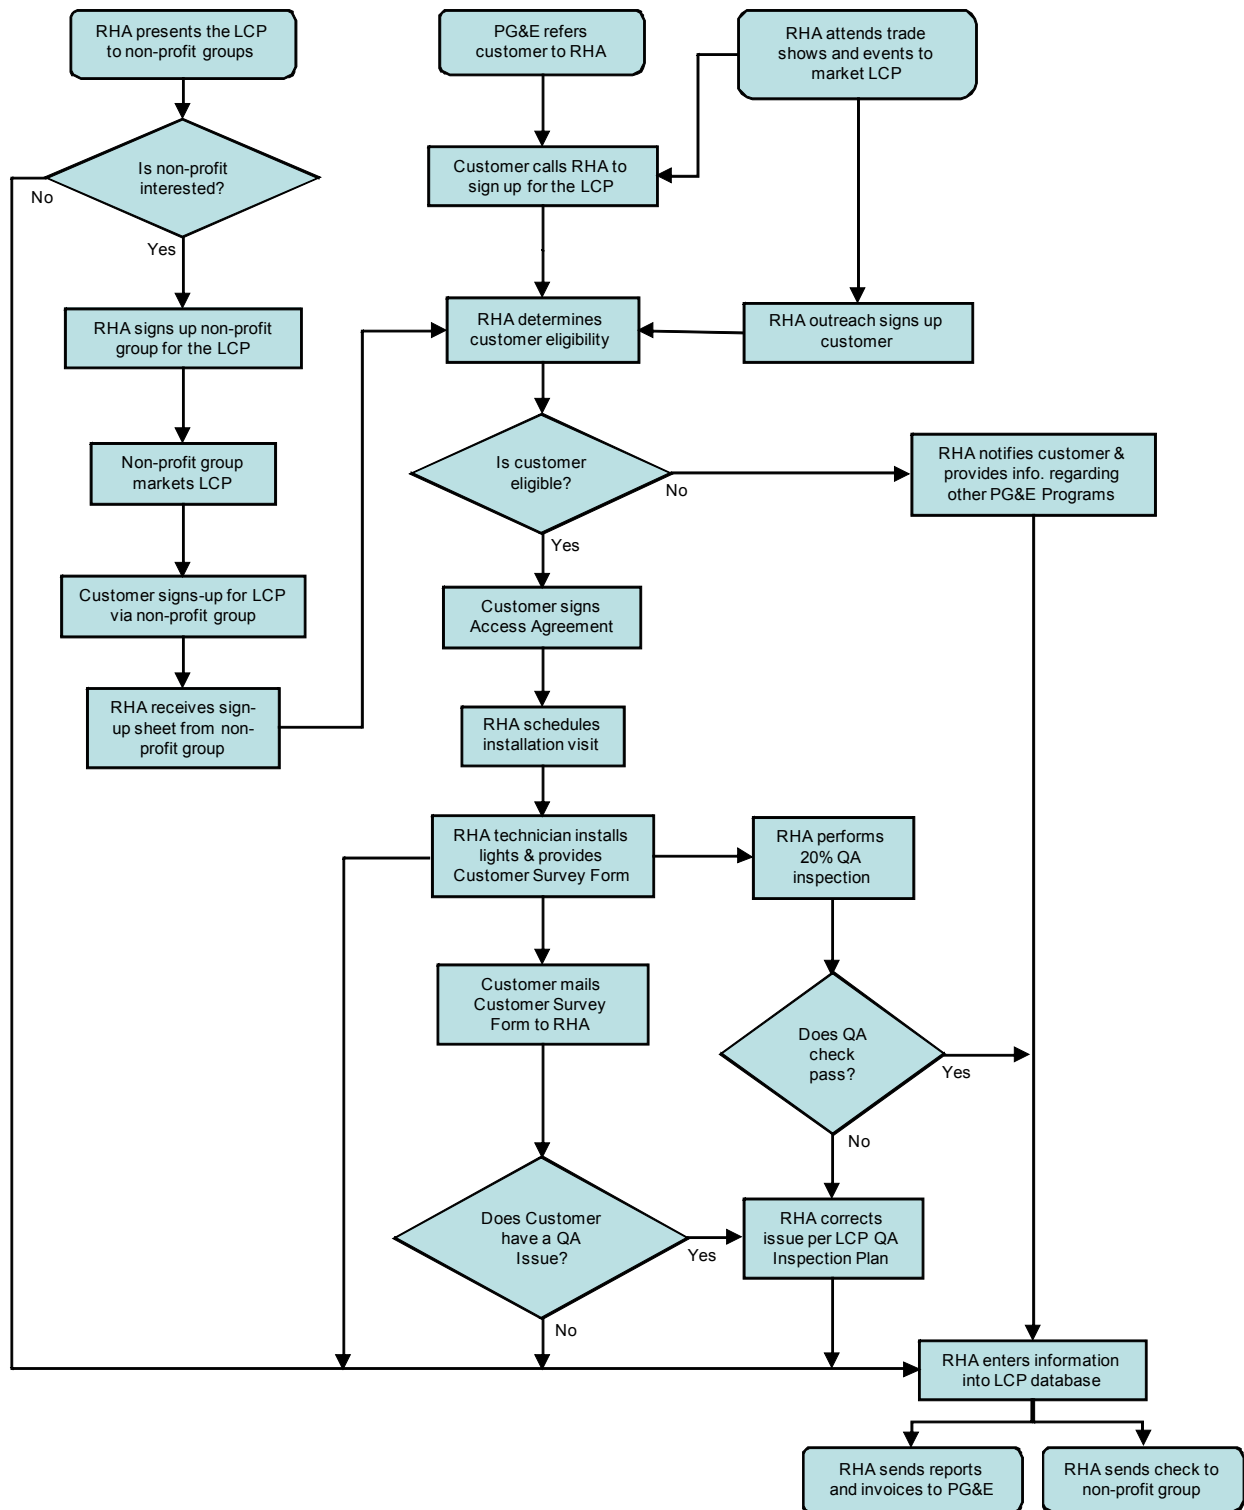 RHA presents the LCP
to non-profit groups
PG&E refers
customer to RHA
RHA attends trade
shows and events to
market LCP
Is non-profit
interested?
No
Yes
Customer calls RHA to
sign up for the LCP
RHA signs up non-profit
group for the LCP
RHA determines
customer eligibility
RHA outreach signs up
customer
Non-profit group
markets LCP
Is customer
eligible?
No
Yes
RHA notifies customer &
provides info. regarding
other PG&E Programs
Customer signs-up for LCP
via non-profit group
Customer signs
Access Agreement
RHA receives sign-
up sheet from non-
profit group
RHA schedules
installation visit
RHA technician installs
lights & provides
Customer Survey Form
RHA performs
20% QA
inspection
Customer mails
Customer Survey
Form to RHA
Does QA
check
pass?
Yes
No
Does Customer
have a QA
Issue?
Yes
No
RHA corrects
issue per LCP QA
Inspection Plan
RHA enters information
into LCP database
RHA sends reports
and invoices to PG&E
RHA sends check to
non-profit group